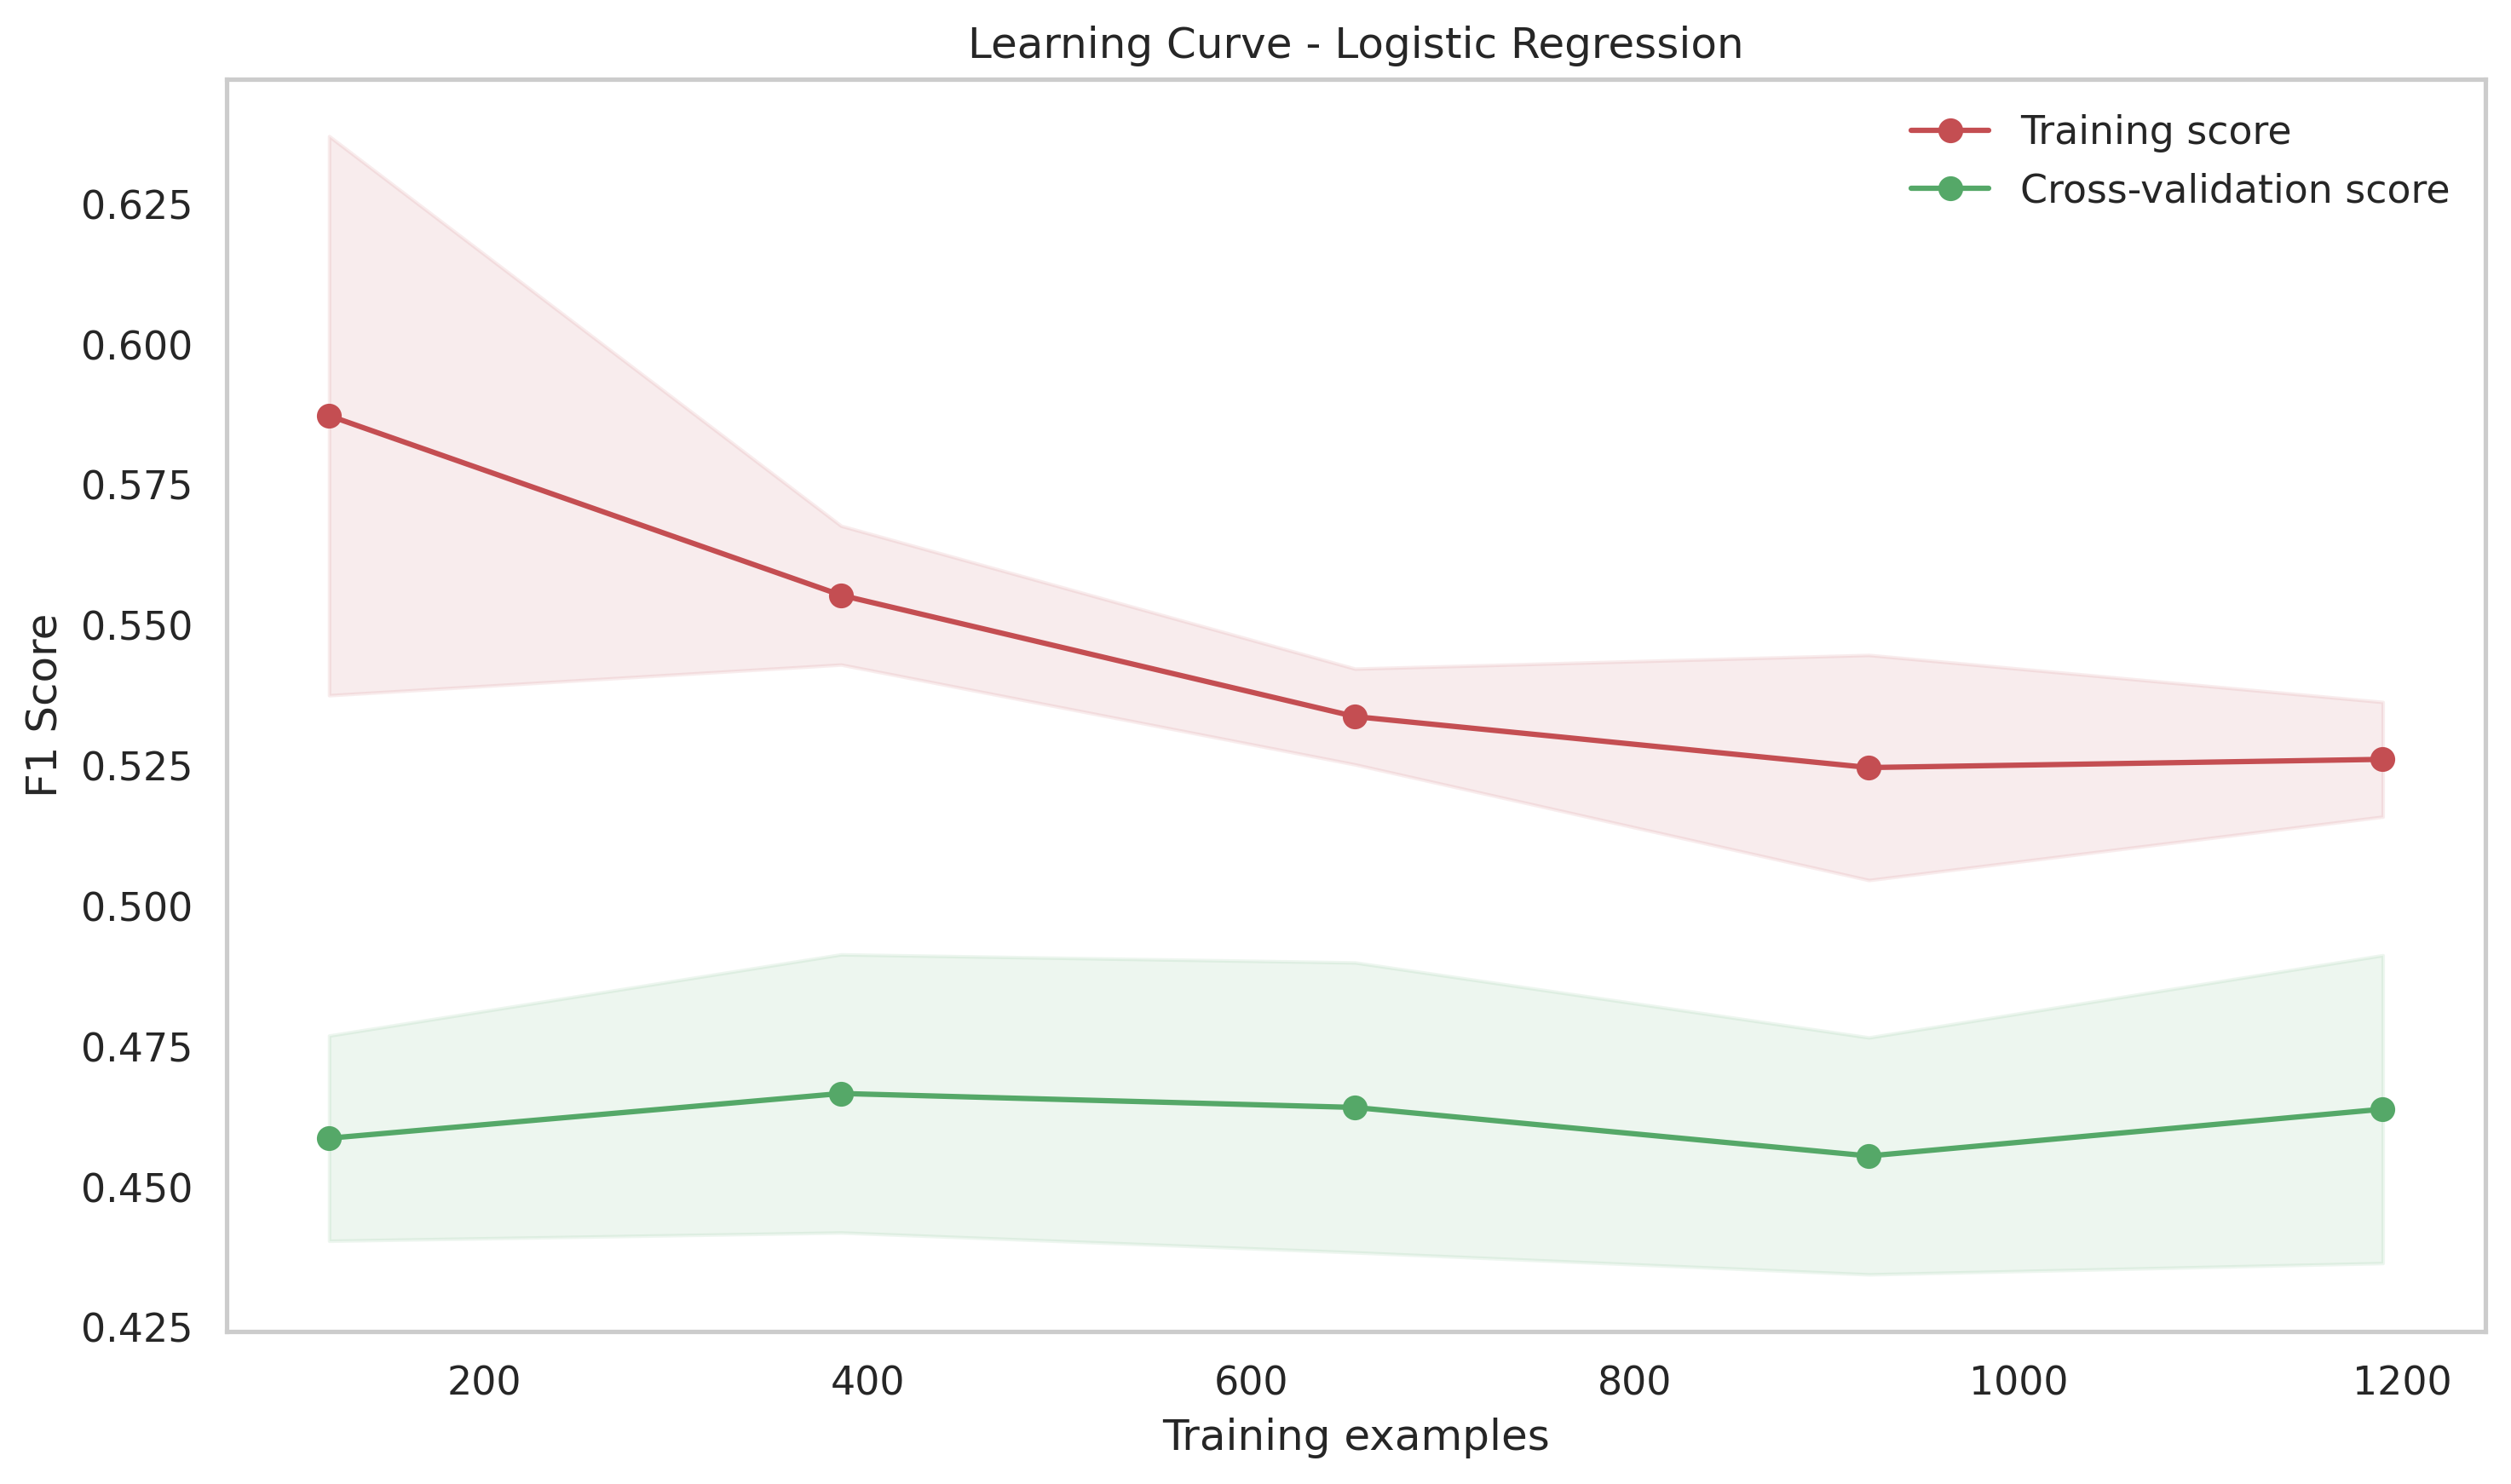 Learning Curve - Logistic Regression
Training score
Cross-validation score
F1 Score
0.625
0.600
0.575
0.550
0.525
0.500
0.475
0.450
0.425
200 400 600 800 1000 1200
Training examples